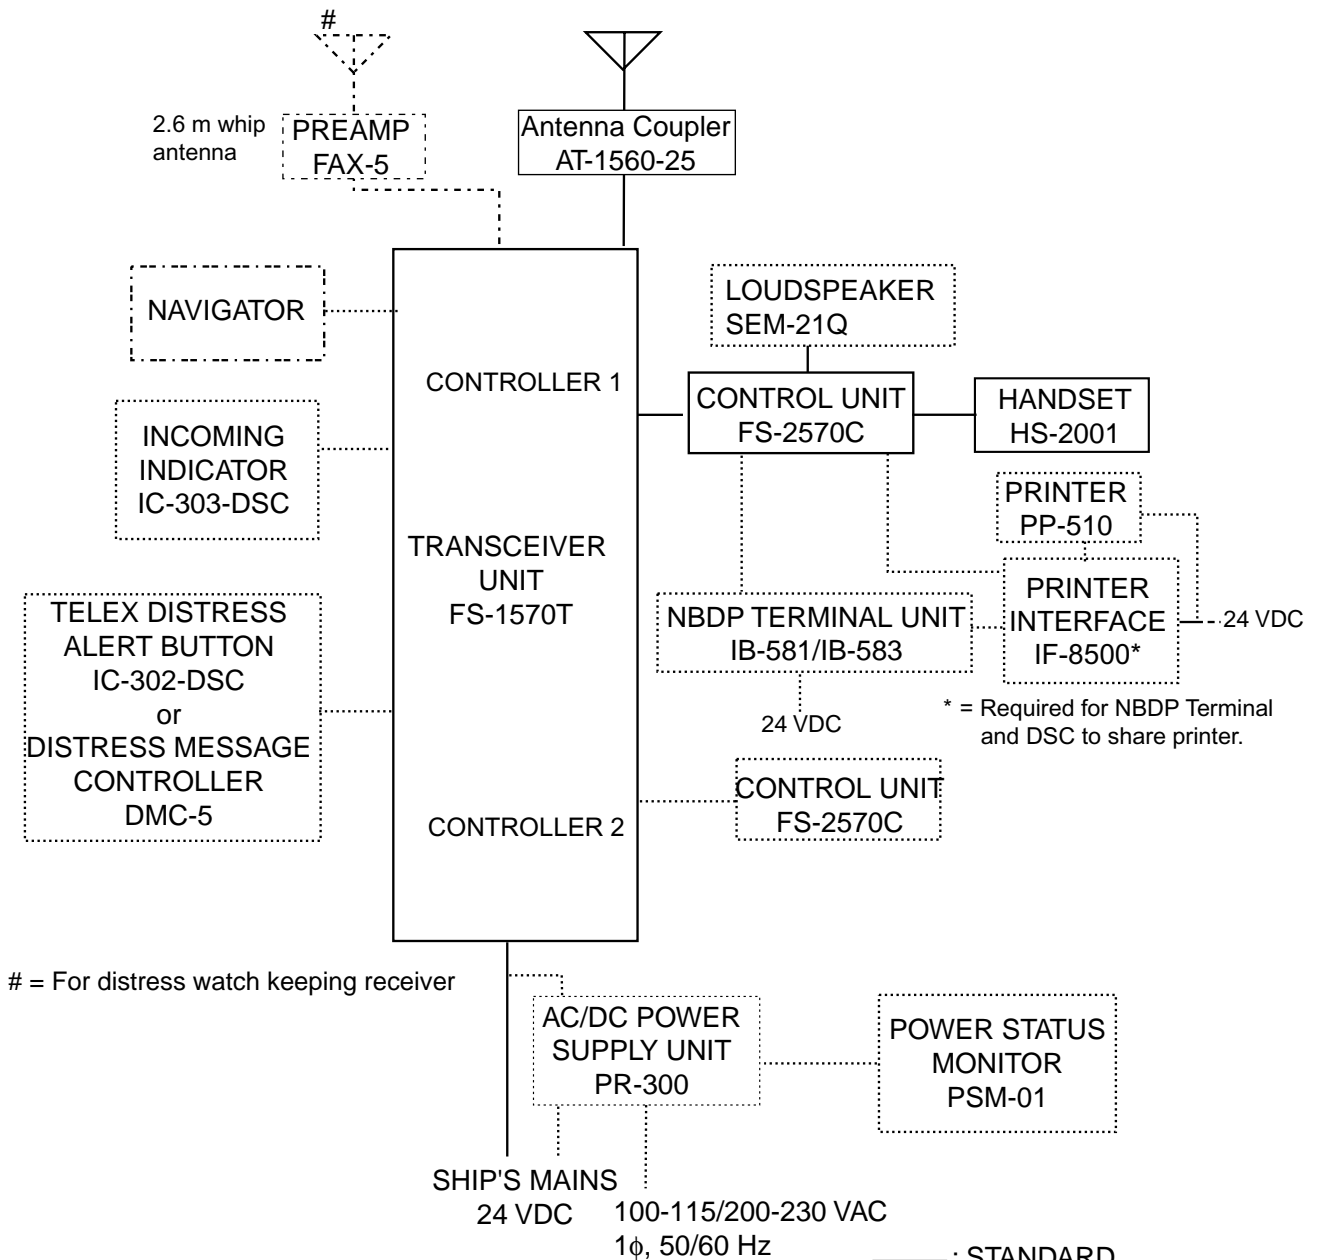 #
2.6 m whip
antenna
PREAMP
FAX-5
Antenna Coupler
AT-1560-25
NAVIGATOR
LOUDSPEAKER
SEM-21Q
CONTROLLER 1
CONTROL UNIT
FS-2570C
HANDSET
HS-2001
INCOMING
INDICATOR
IC-303-DSC
PRINTER
PP-510
TRANSCEIVER
UNIT
FS-1570T
PRINTER
INTERFACE
IF-8500*
24 VDC
NBDP TERMINAL UNIT
IB-581/IB-583
24 VDC
* = Required for NBDP Terminal
and DSC to share printer.
TELEX DISTRESS
ALERT BUTTON
IC-302-DSC
or
DISTRESS MESSAGE
CONTROLLER
DMC-5
CONTROL UNIT
FS-2570C
CONTROLLER 2
# = For distress watch keeping receiver
AC/DC POWER
SUPPLY UNIT
PR-300
POWER STATUS
MONITOR
PSM-01
SHIP'S MAINS
24 VDC
100-115/200-230 VAC
1ϕ, 50/60 Hz
: STANDARD